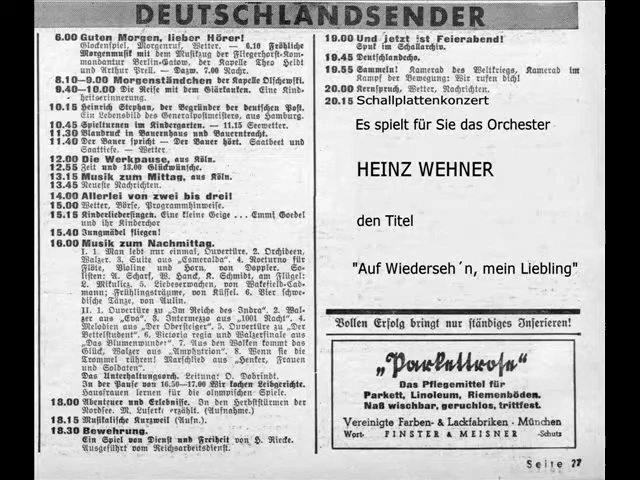 DEUTSCHLANDSENDER
6.00 Guten Morgen, lieber Hörer!
Glockenspiel, Morgenruf, Wetter. — 6.10 Fröhliche
Morgenmusik mit dem Musikzug der Fliegerhorst-Kom-
mandantur Berlin-Gatow, der Kapelle Theo Heldt
und Arthur Prell. — Dazw. 7.00 Nachr.
8.10—9.00 Morgenständchen der Kapelle Olschewski.
9.40—10.00 Die Reise mit dem Giärkanten. Eine Kind-
heitserinnerung.
10.15 Heinrich Stephan, der Begründer der deutschen Post.
Ein Lebensbild des Generalpostmeisters, aus Hamburg.
10.45 Spielturnen im Kindergarten. — 11.15 Seewetter.
11.30 Blaudruck in Bauernhaus und Bauerntracht.
11.40 Der Bauer spricht — Der Bauer hört. Saatbeet und
Saattiefe. — Wetter.
12.00 Die Werkpause, aus Köln.
12.55 Zeit und 13.00 Glückwünsche.
13.15 Musik zum Mittag, aus Köln.
13.45 Neueste Nachrichten.
14.00 Allerlei von zwei bis drei!
15.00 Wetter, Börse, Programmhinweise.
15.15 Kinderliedersingen. Eine kleine Geige . . . Emmi Goedel
und ihr Kinderchor
15.40 Jungmädel fliegen!
16.00 Musik zum Nachmittag.
I. 1. Man lebt nur einmal, Ouvertüre. 2. Orchideen,
Walzer. 3. Suite aus „Esmeralda". 4. Nocturno für
Flöte, Violine und Horn, von Doppler. So-
listen: A. Scharf, W. Hand, K. Schmidt, am Flügel:
L. Mikulicz. 5. Liebeserwachen, von Wakefield-Cad-
mann; Frühlingsträume, von Küssel. 6. Vier schwe-
dische Tänze, von Aulin.
II. 1. Ouvertüre zu „Im Reiche des Indra". 2. Wal-
zer aus „Eva". 3. Intermezzo aus „1001 Nacht". 4.
Melodien aus „Der Obersteiger". 5. Ouvertüre zu „Der
Bettelstudent". 6. Victoria regia und Walzerfinale aus
„Das Blumenwunder". 7. Aus den Wolken kommt das
Glück, Walzer aus „Amphytrion". 8. Wenn sie die
Trommel rühren! Marschlied aus „Henker, Frauen
und Soldaten".
Das Unterhaltungsorch. Leitung: O. Dobrindt.
In der Pause von 16.50—17.00 Wir kochen Leibgerichte.
Hausfrauen lernen für die olympischen Spiele.
18.00 Abenteuer und Erlebnisse. In den Herbststürmen der
Nordsee. M. Luserke erzählt. (Aufnahme.)
18.15 Musikalische Kurzweil (Aufn.).
18.30 Bewehrung.
Ein Spiel von Dienst und Freiheit von H. Riecke.
Ausgeführt vom Reichsarbeitsdienst.
19.00 Und jetzt ist Feierabend!
Spuk im Schallarchiv.
19.45 Deutschlandecho.
19.55 Sammeln! Kamerad des Weltkriegs, Kamerad im
Kampf der Bewegung: Wir rufen dich!
20.00 Kernspruch, Wetter, Nachrichten.
20.15 Schallplattenkonzert
Es spielt für Sie das Orchester
HEINZ WEHNER
den Titel
"Auf Wiederseh´n, mein Liebling"
Vollen Erfolg bringt nur ständiges Inserieren!
„Parkettrose"
Das Pflegemittel für
Parkett, Linoleum, Riemenböden.
Naß wischbar, geruchlos, trittfest.
Vereinigte Farben- & Lackfabriken · München
Wort- FINSTER & MEISNER -Schutz
Seite 27